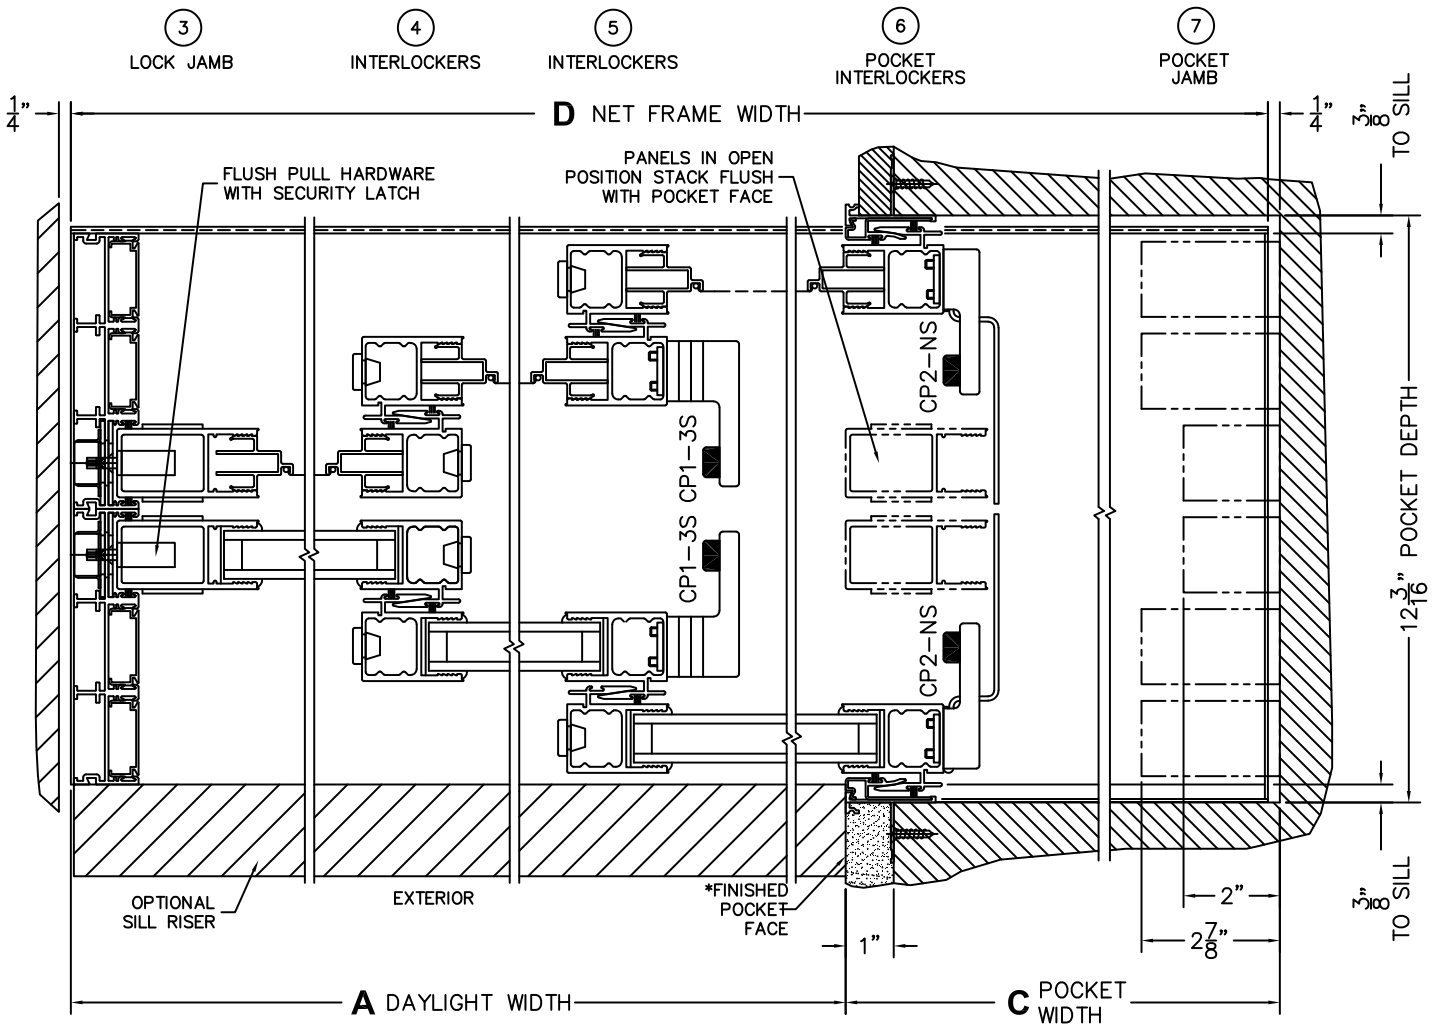 3
LOCK JAMB
4
INTERLOCKERS
5
INTERLOCKERS
6
POCKET
INTERLOCKERS
7
POCKET
JAMB
1/4"
D NET FRAME WIDTH
1/4"
3/8"
TO SILL
FLUSH PULL HARDWARE
WITH SECURITY LATCH
PANELS IN OPEN
POSITION STACK FLUSH
WITH POCKET FACE
CP1-3S
CP1-3S
CP2-NS
CP2-NS
12 3/16" POCKET DEPTH
OPTIONAL
SILL RISER
EXTERIOR
*FINISHED
POCKET
FACE
1"
2"
2 7/8"
3/8"
TO SILL
A DAYLIGHT WIDTH
C POCKET
WIDTH